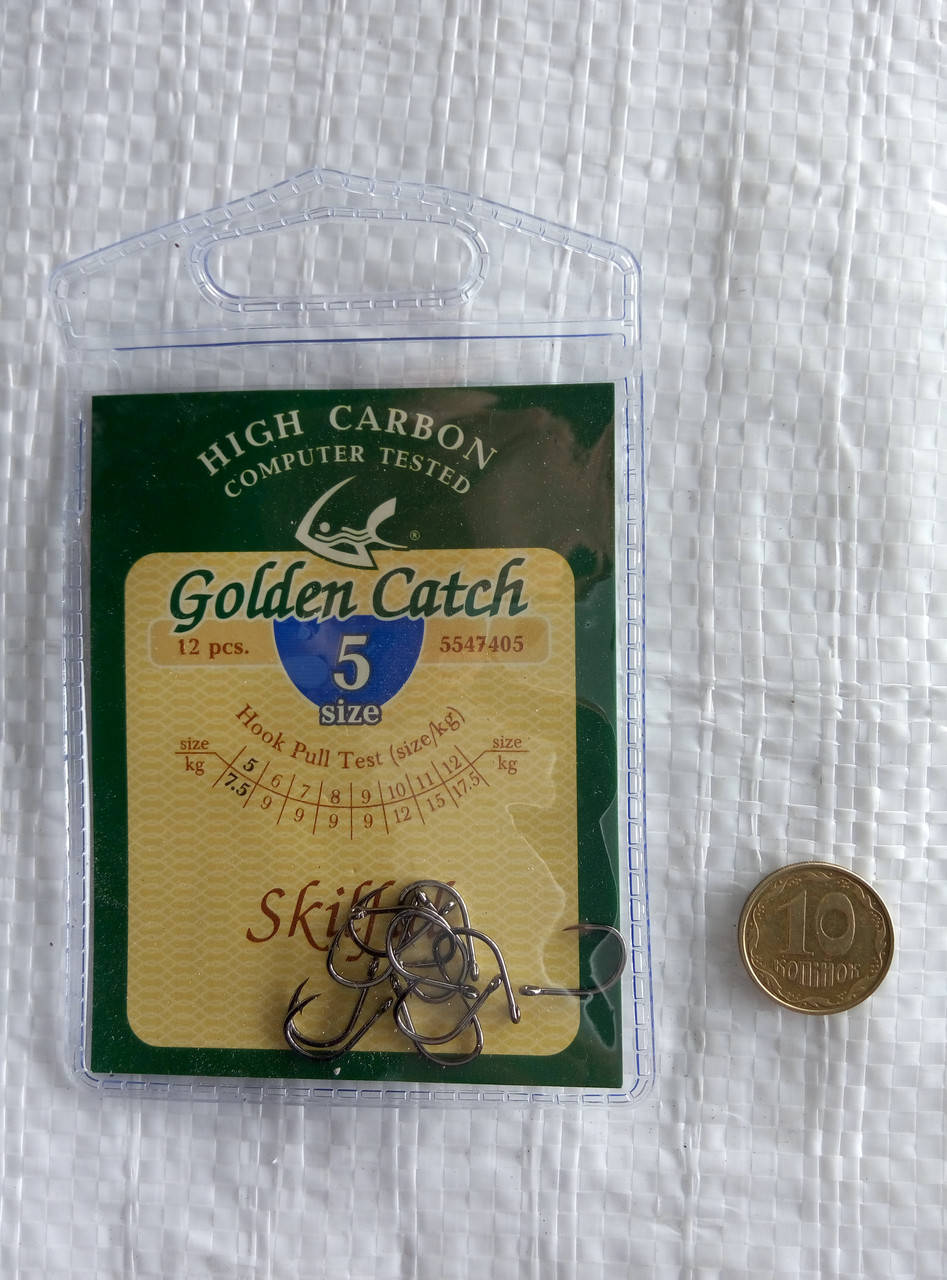 HIGH CARBON
COMPUTER TESTED
®
Golden Catch
12 pcs.
5
5547405
size
Hook Pull Test (size/kg)
size 5 6 7 8 9 10 11 12 size
kg 7.5 9 9 9 9 12 15 17.5 kg
10
КОПІЙОК